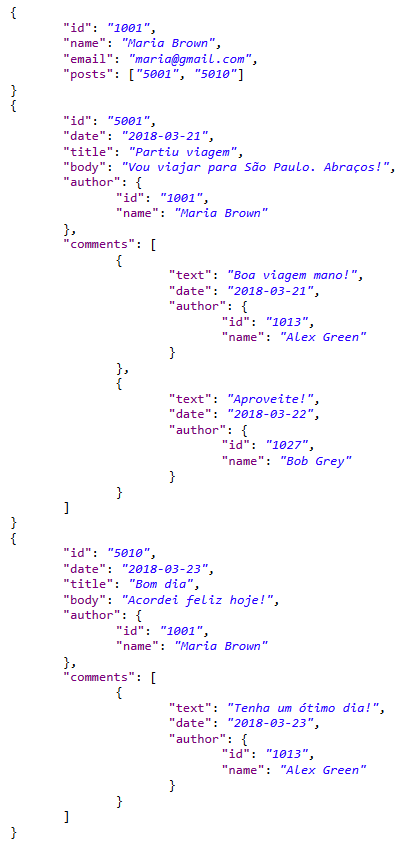 {
"id": "1001",
"name": "Maria Brown",
"email": "maria@gmail.com",
"posts": ["5001", "5010"]
}
{
"id": "5001",
"date": "2018-03-21",
"title": "Partiu viagem",
"body": "Vou viajar para São Paulo. Abraços!",
"author": {
"id": "1001",
"name": "Maria Brown"
},
"comments": [
{
"text": "Boa viagem mano!",
"date": "2018-03-21",
"author": {
"id": "1013",
"name": "Alex Green"
}
},
{
"text": "Aproveite!",
"date": "2018-03-22",
"author": {
"id": "1027",
"name": "Bob Grey"
}
}
]
}
{
"id": "5010",
"date": "2018-03-23",
"title": "Bom dia",
"body": "Acordei feliz hoje!",
"author": {
"id": "1001",
"name": "Maria Brown"
},
"comments": [
{
"text": "Tenha um ótimo dia!",
"date": "2018-03-23",
"author": {
"id": "1013",
"name": "Alex Green"
}
}
]
}